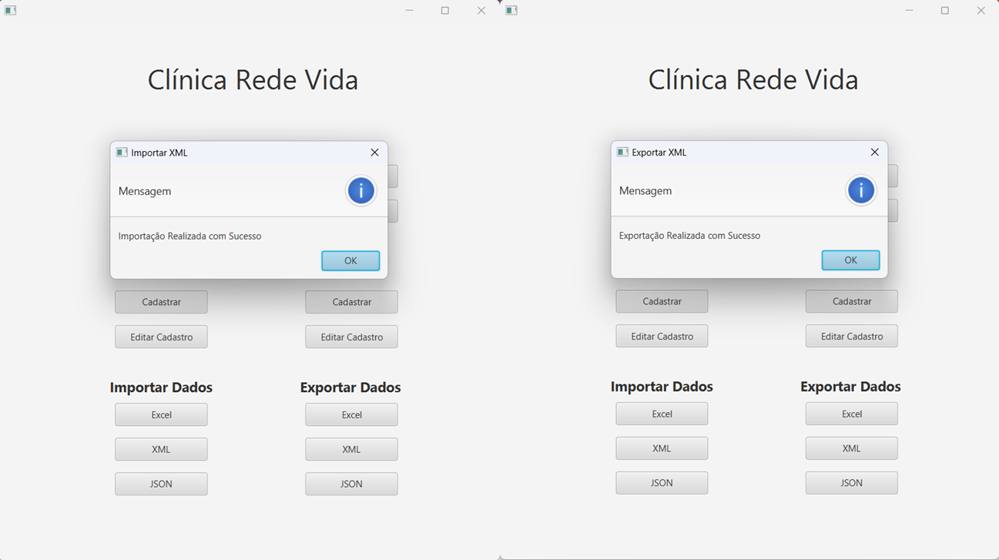 Clínica Rede Vida
Importar XML
Mensagem
Importação Realizada com Sucesso
OK
Cadastrar
Cadastrar
Editar Cadastro
Editar Cadastro
Importar Dados
Exportar Dados
Excel
Excel
XML
XML
JSON
JSON
Clínica Rede Vida
Exportar XML
Mensagem
Exportação Realizada com Sucesso
OK
Cadastrar
Cadastrar
Editar Cadastro
Editar Cadastro
Importar Dados
Exportar Dados
Excel
Excel
XML
XML
JSON
JSON